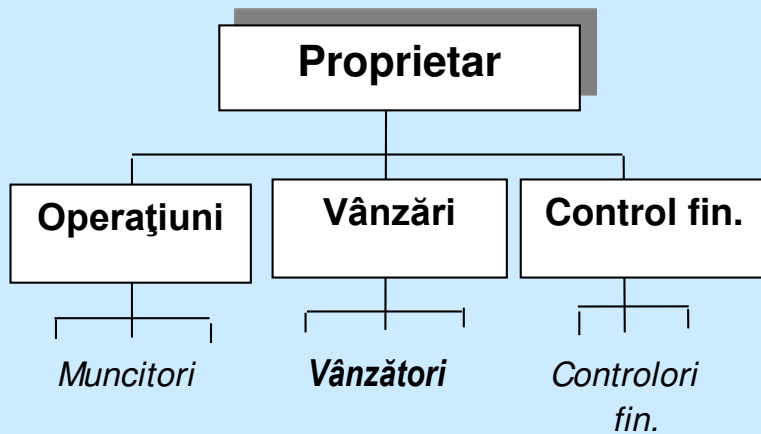 Proprietar
Operaţiuni
Vânzări
Control fin.
Muncitori
Vânzători
Controlori
fin.